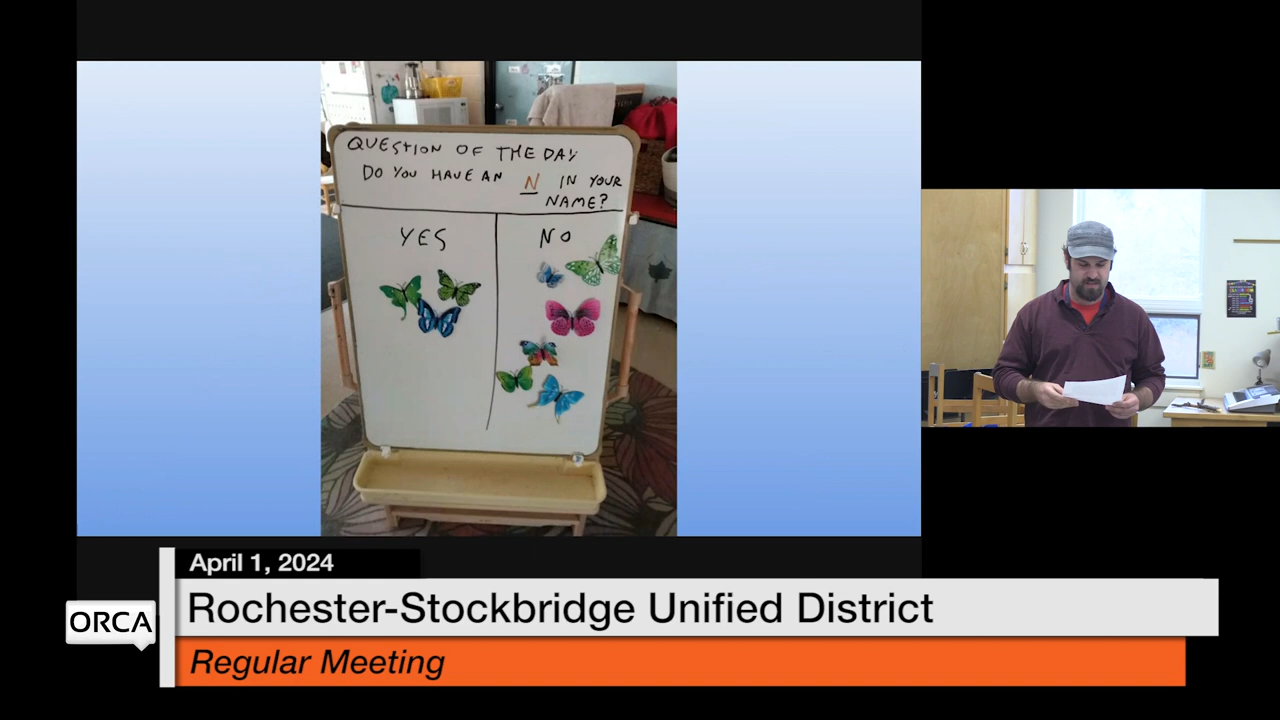 QUESTION OF THE DAY
DO YOU HAVE AN N IN YOUR
NAME?
YES
NO
April 1, 2024
Rochester-Stockbridge Unified District
ORCA
Regular Meeting